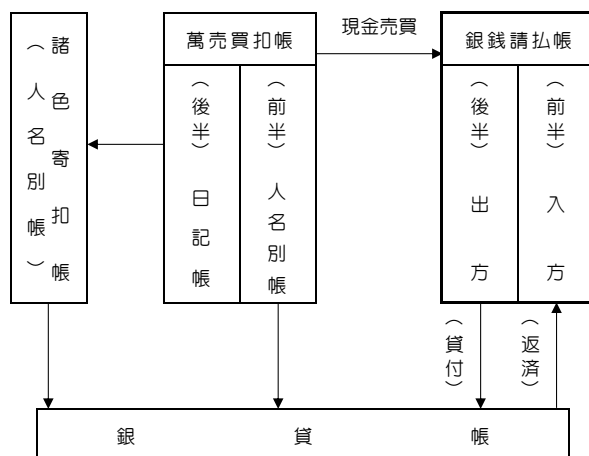 諸色寄扣帳
（人名別帳）
萬売買扣帳
（前半）人名別帳
（後半）日記帳
現金売買
銀銭請払帳
（前半）入方
（後半）出方
（貸付）
（返済）
銀貸帳